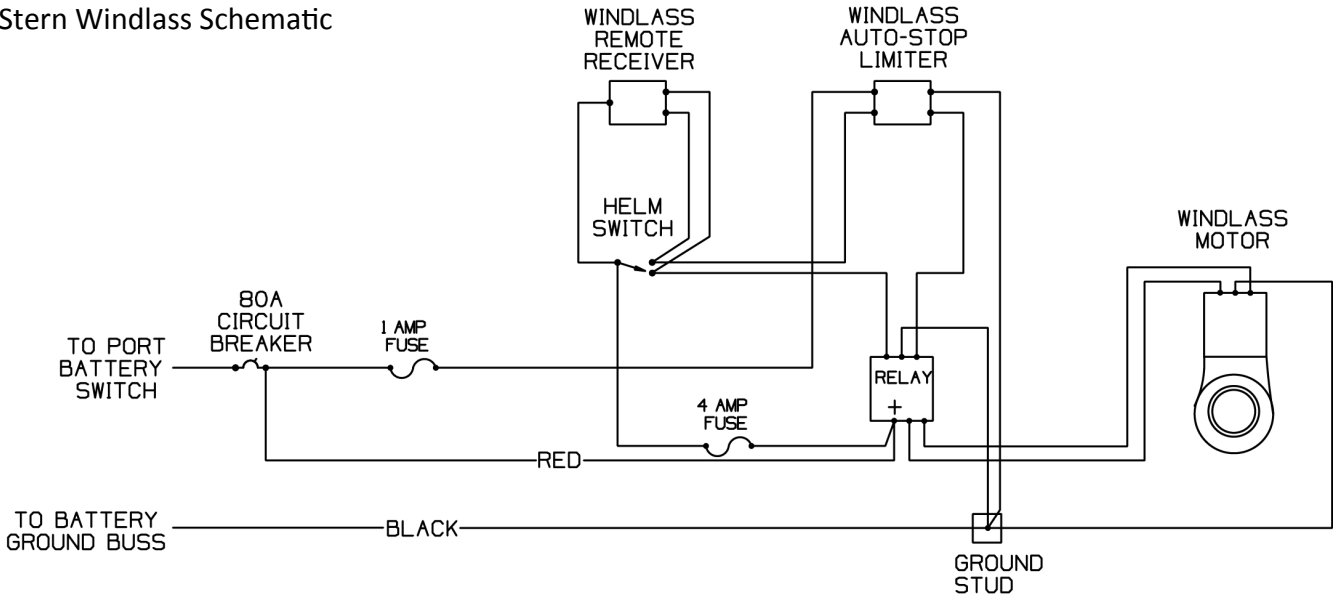 Stern Windlass Schematic
WINDLASS
REMOTE
RECEIVER
WINDLASS
AUTO-STOP
LIMITER
HELM
SWITCH
WINDLASS
MOTOR
80A
CIRCUIT
BREAKER
1 AMP
FUSE
TO PORT
BATTERY
SWITCH
RELAY
+
4 AMP
FUSE
RED
TO BATTERY
GROUND BUSS
BLACK
GROUND
STUD